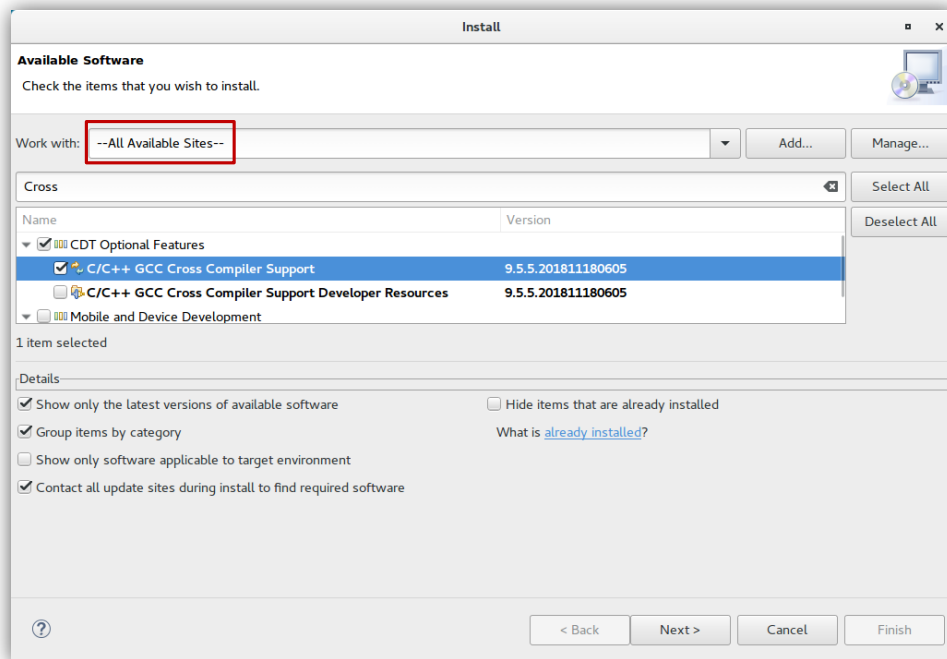 Install
Available Software
Check the items that you wish to install.
Work with: --All Available Sites-- Add... Manage...
Cross Select All
Name Version Deselect All
CDT Optional Features
C/C++ GCC Cross Compiler Support 9.5.5.201811180605
C/C++ GCC Cross Compiler Support Developer Resources 9.5.5.201811180605
Mobile and Device Development
1 item selected
Details
Show only the latest versions of available software Hide items that are already installed
Group items by category What is already installed?
Show only software applicable to target environment
Contact all update sites during install to find required software
? < Back Next > Cancel Finish